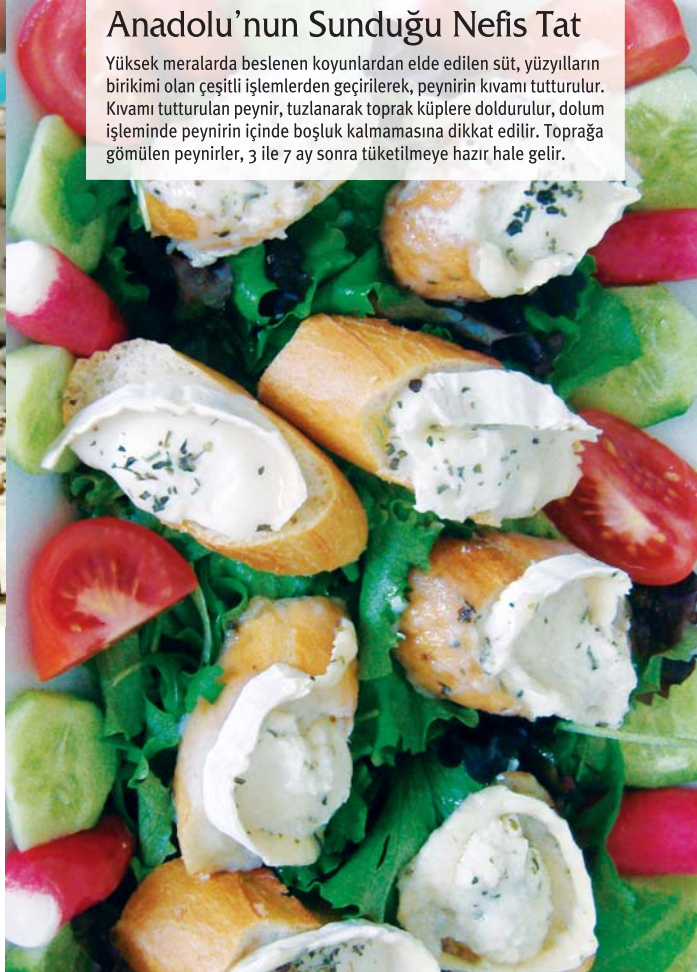 Anadolu’nun Sunduğu Nefis Tat
Yüksek meralarda beslenen koyunlardan elde edilen süt, yüzyılların
birikimi olan çeşitli işlemlerden geçirilerek, peynirin kıvamı tutturulur.
Kıvamı tutturulan peynir, tuzlanarak toprak küplere doldurulur, dolum
işleminde peynirin içinde boşluk kalmamasına dikkat edilir. Toprağa
gömülen peynirler, 3 ile 7 ay sonra tüketilmeye hazır hale gelir.